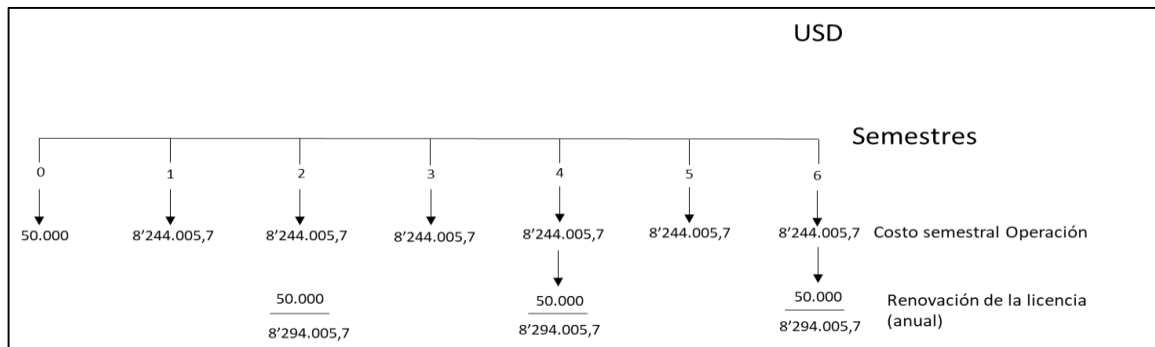 USD
Semestres
0 1 2 3 4 5 6
50.000 8’244.005,7 8’244.005,7 8’244.005,7 8’244.005,7 8’244.005,7 8’244.005,7 Costo semestral Operación
50.000 50.000 50.000 Renovación de la licencia
(anual)
8’294.005,7 8’294.005,7 8’294.005,7